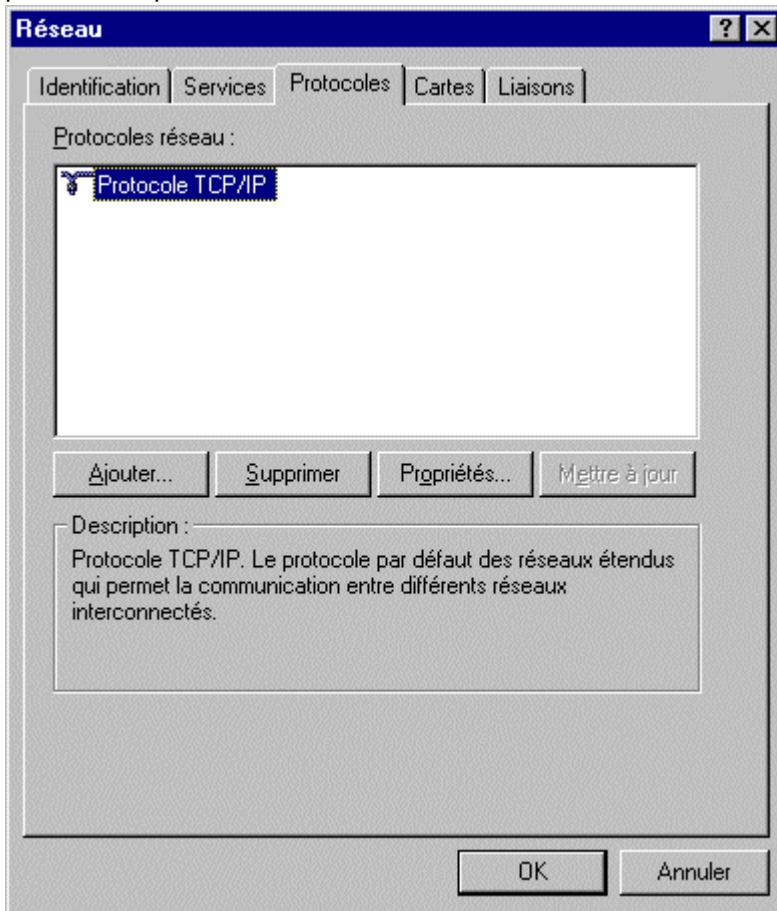 Réseau
Identification Services Protocoles Cartes Liaisons
Protocoles réseau :
Protocole TCP/IP
Ajouter... Supprimer Propriétés... Mettre à jour
Description :
Protocole TCP/IP. Le protocole par défaut des réseaux étendus
qui permet la communication entre différents réseaux
interconnectés.
OK Annuler